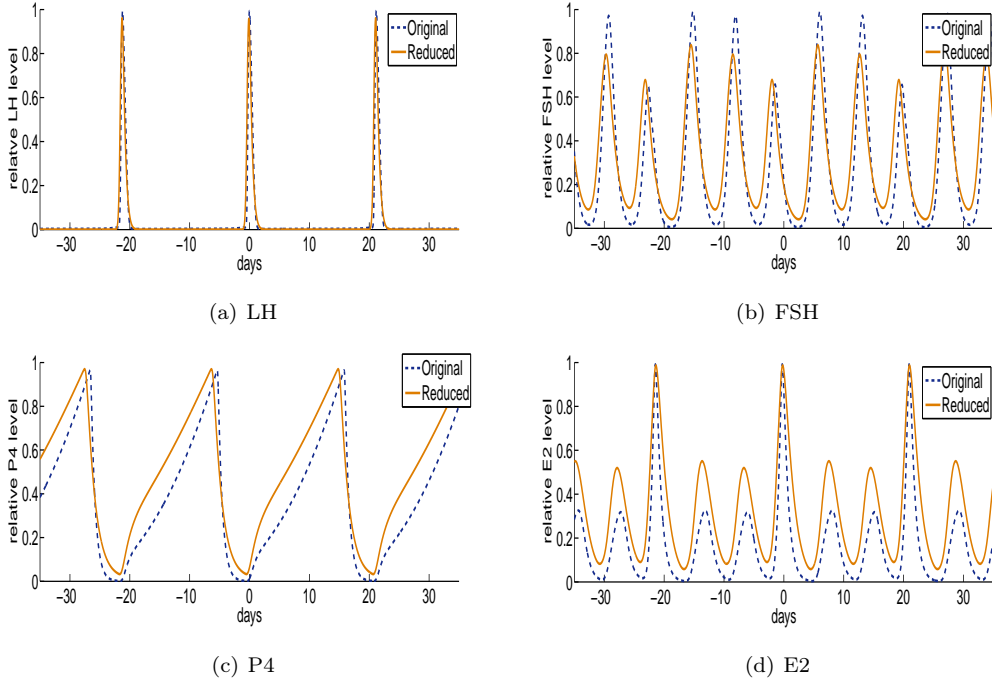 Original
Reduced
relatve LH level
1
0.8
0.6
0.4
0.2
0
−30 −20 −10 0 10 20 30
days
(a) LH
Original
Reduced
relative FSH level
1
0.8
0.6
0.4
0.2
0
−30 −20 −10 0 10 20 30
days
(b) FSH
Original
Reduced
relative P4 level
1
0.8
0.6
0.4
0.2
0
−30 −20 −10 0 10 20 30
days
(c) P4
Original
Reduced
relative E2 level
1
0.8
0.6
0.4
0.2
0
−30 −20 −10 0 10 20 30
days
(d) E2